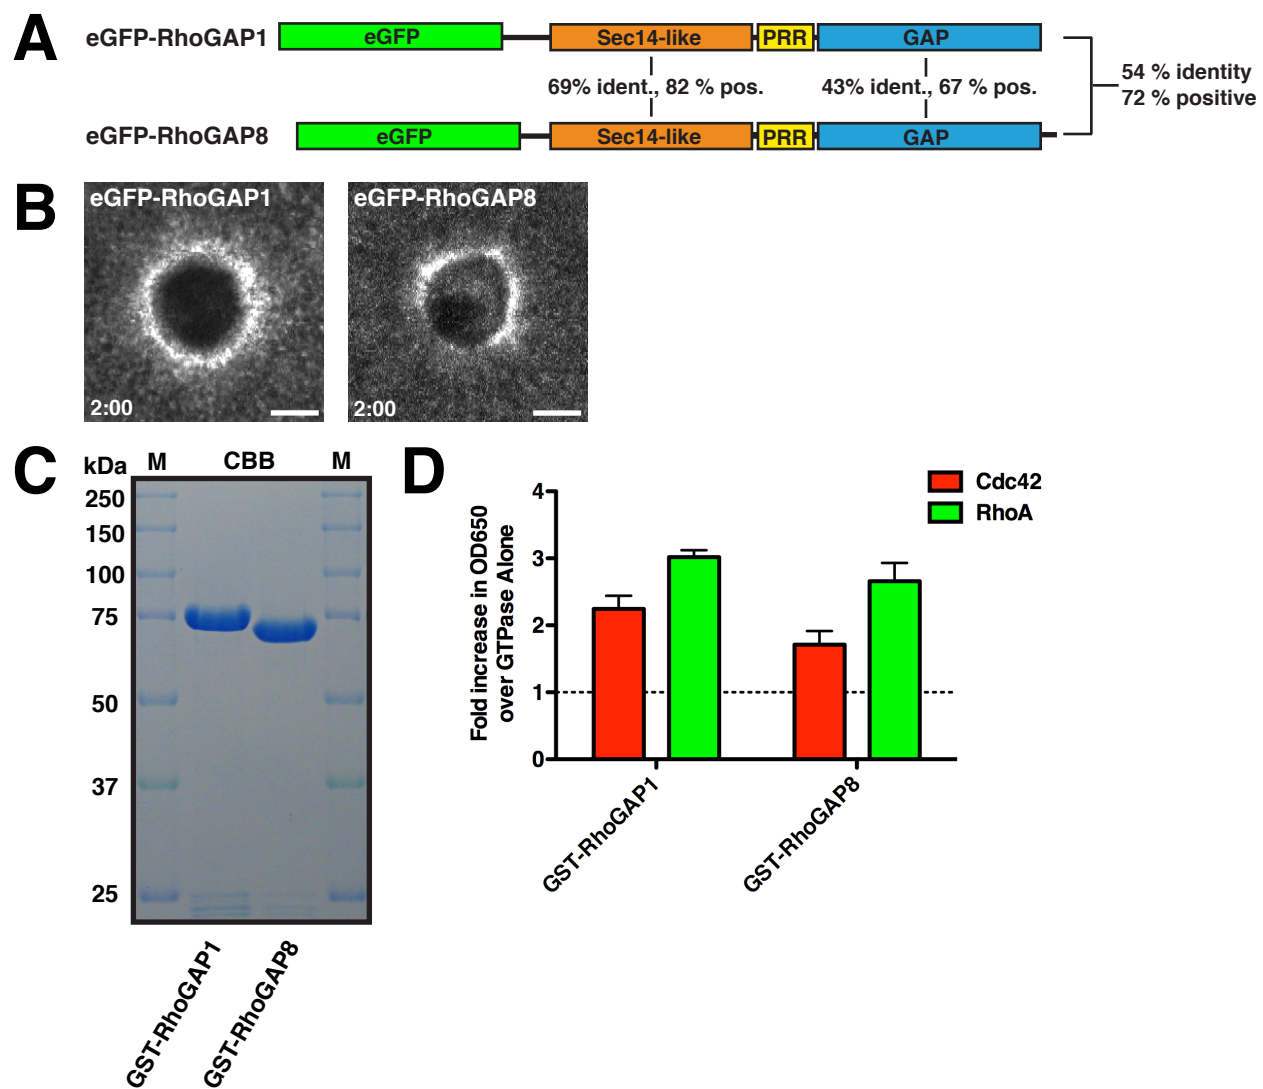 A
eGFP-RhoGAP1
eGFP
Sec14-like
PRR
GAP
69% ident., 82 % pos.
43% ident., 67 % pos.
54 % identity
72 % positive
eGFP-RhoGAP8
eGFP
Sec14-like
PRR
GAP
B
eGFP-RhoGAP1
2:00
eGFP-RhoGAP8
2:00
C
kDa
M
CBB
M
250
150
100
75
50
37
25
GST-RhoGAP1
GST-RhoGAP8
D
Cdc42
RhoA
Fold increase in OD650
over GTPase Alone
4
3
2
1
0
GST-RhoGAP1
GST-RhoGAP8